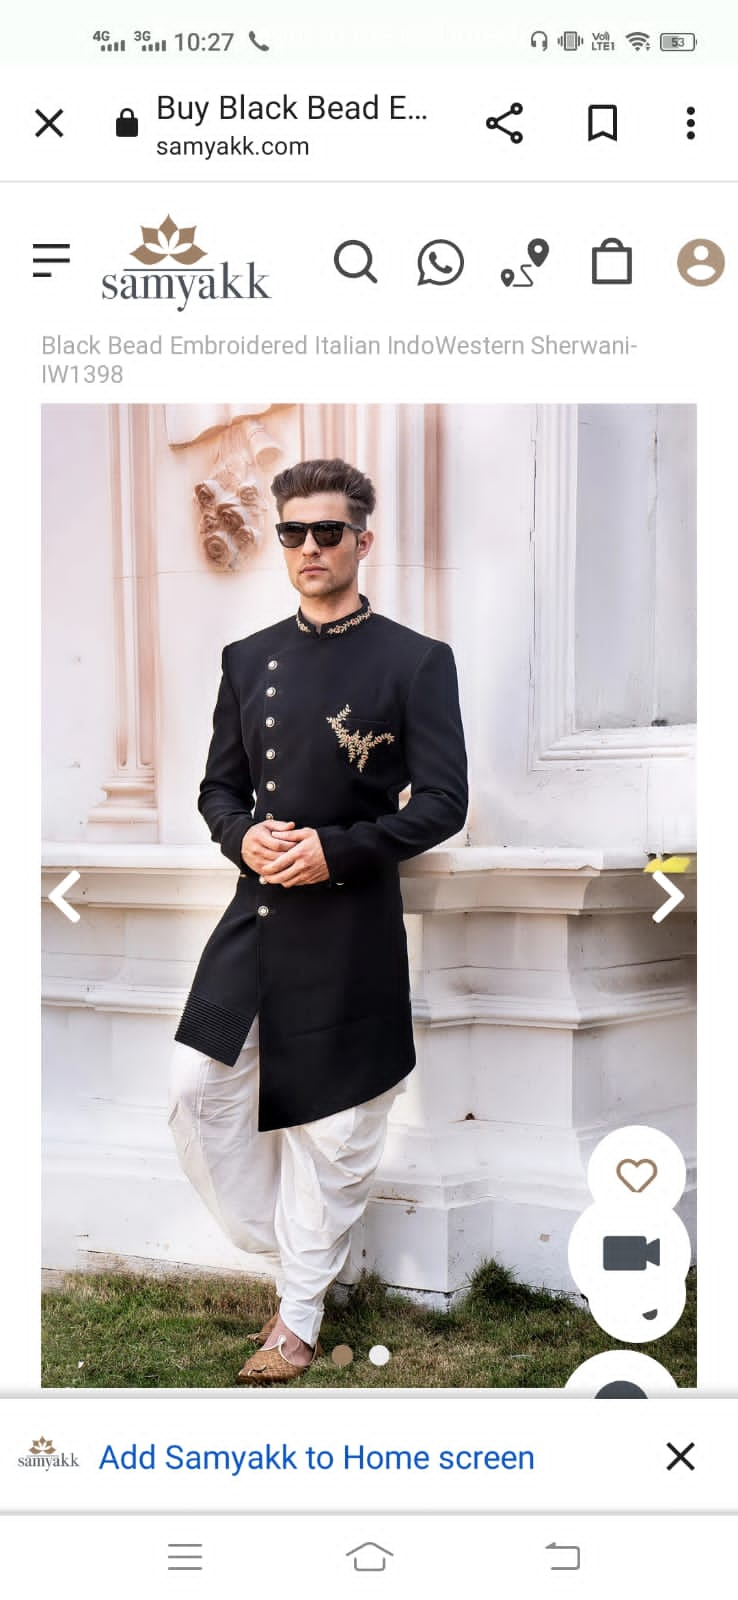 4G 3G 10:27 Vo)) LTE1 53
Buy Black Bead E...
samyakk.com
samyakk
Black Bead Embroidered Italian IndoWestern Sherwani-
IW1398
samyakk Add Samyakk to Home screen